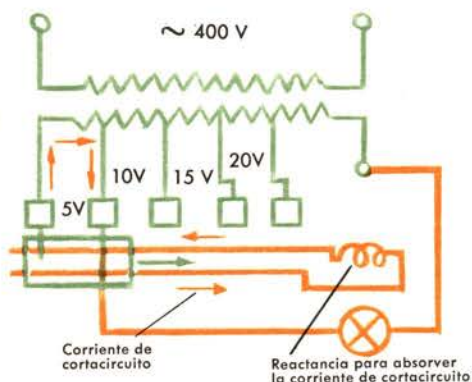 ~ 400 V
5V
10V
15 V
20V
Corriente de
cortacircuito
Reactancia para absorver
la corriente de cortacircuito